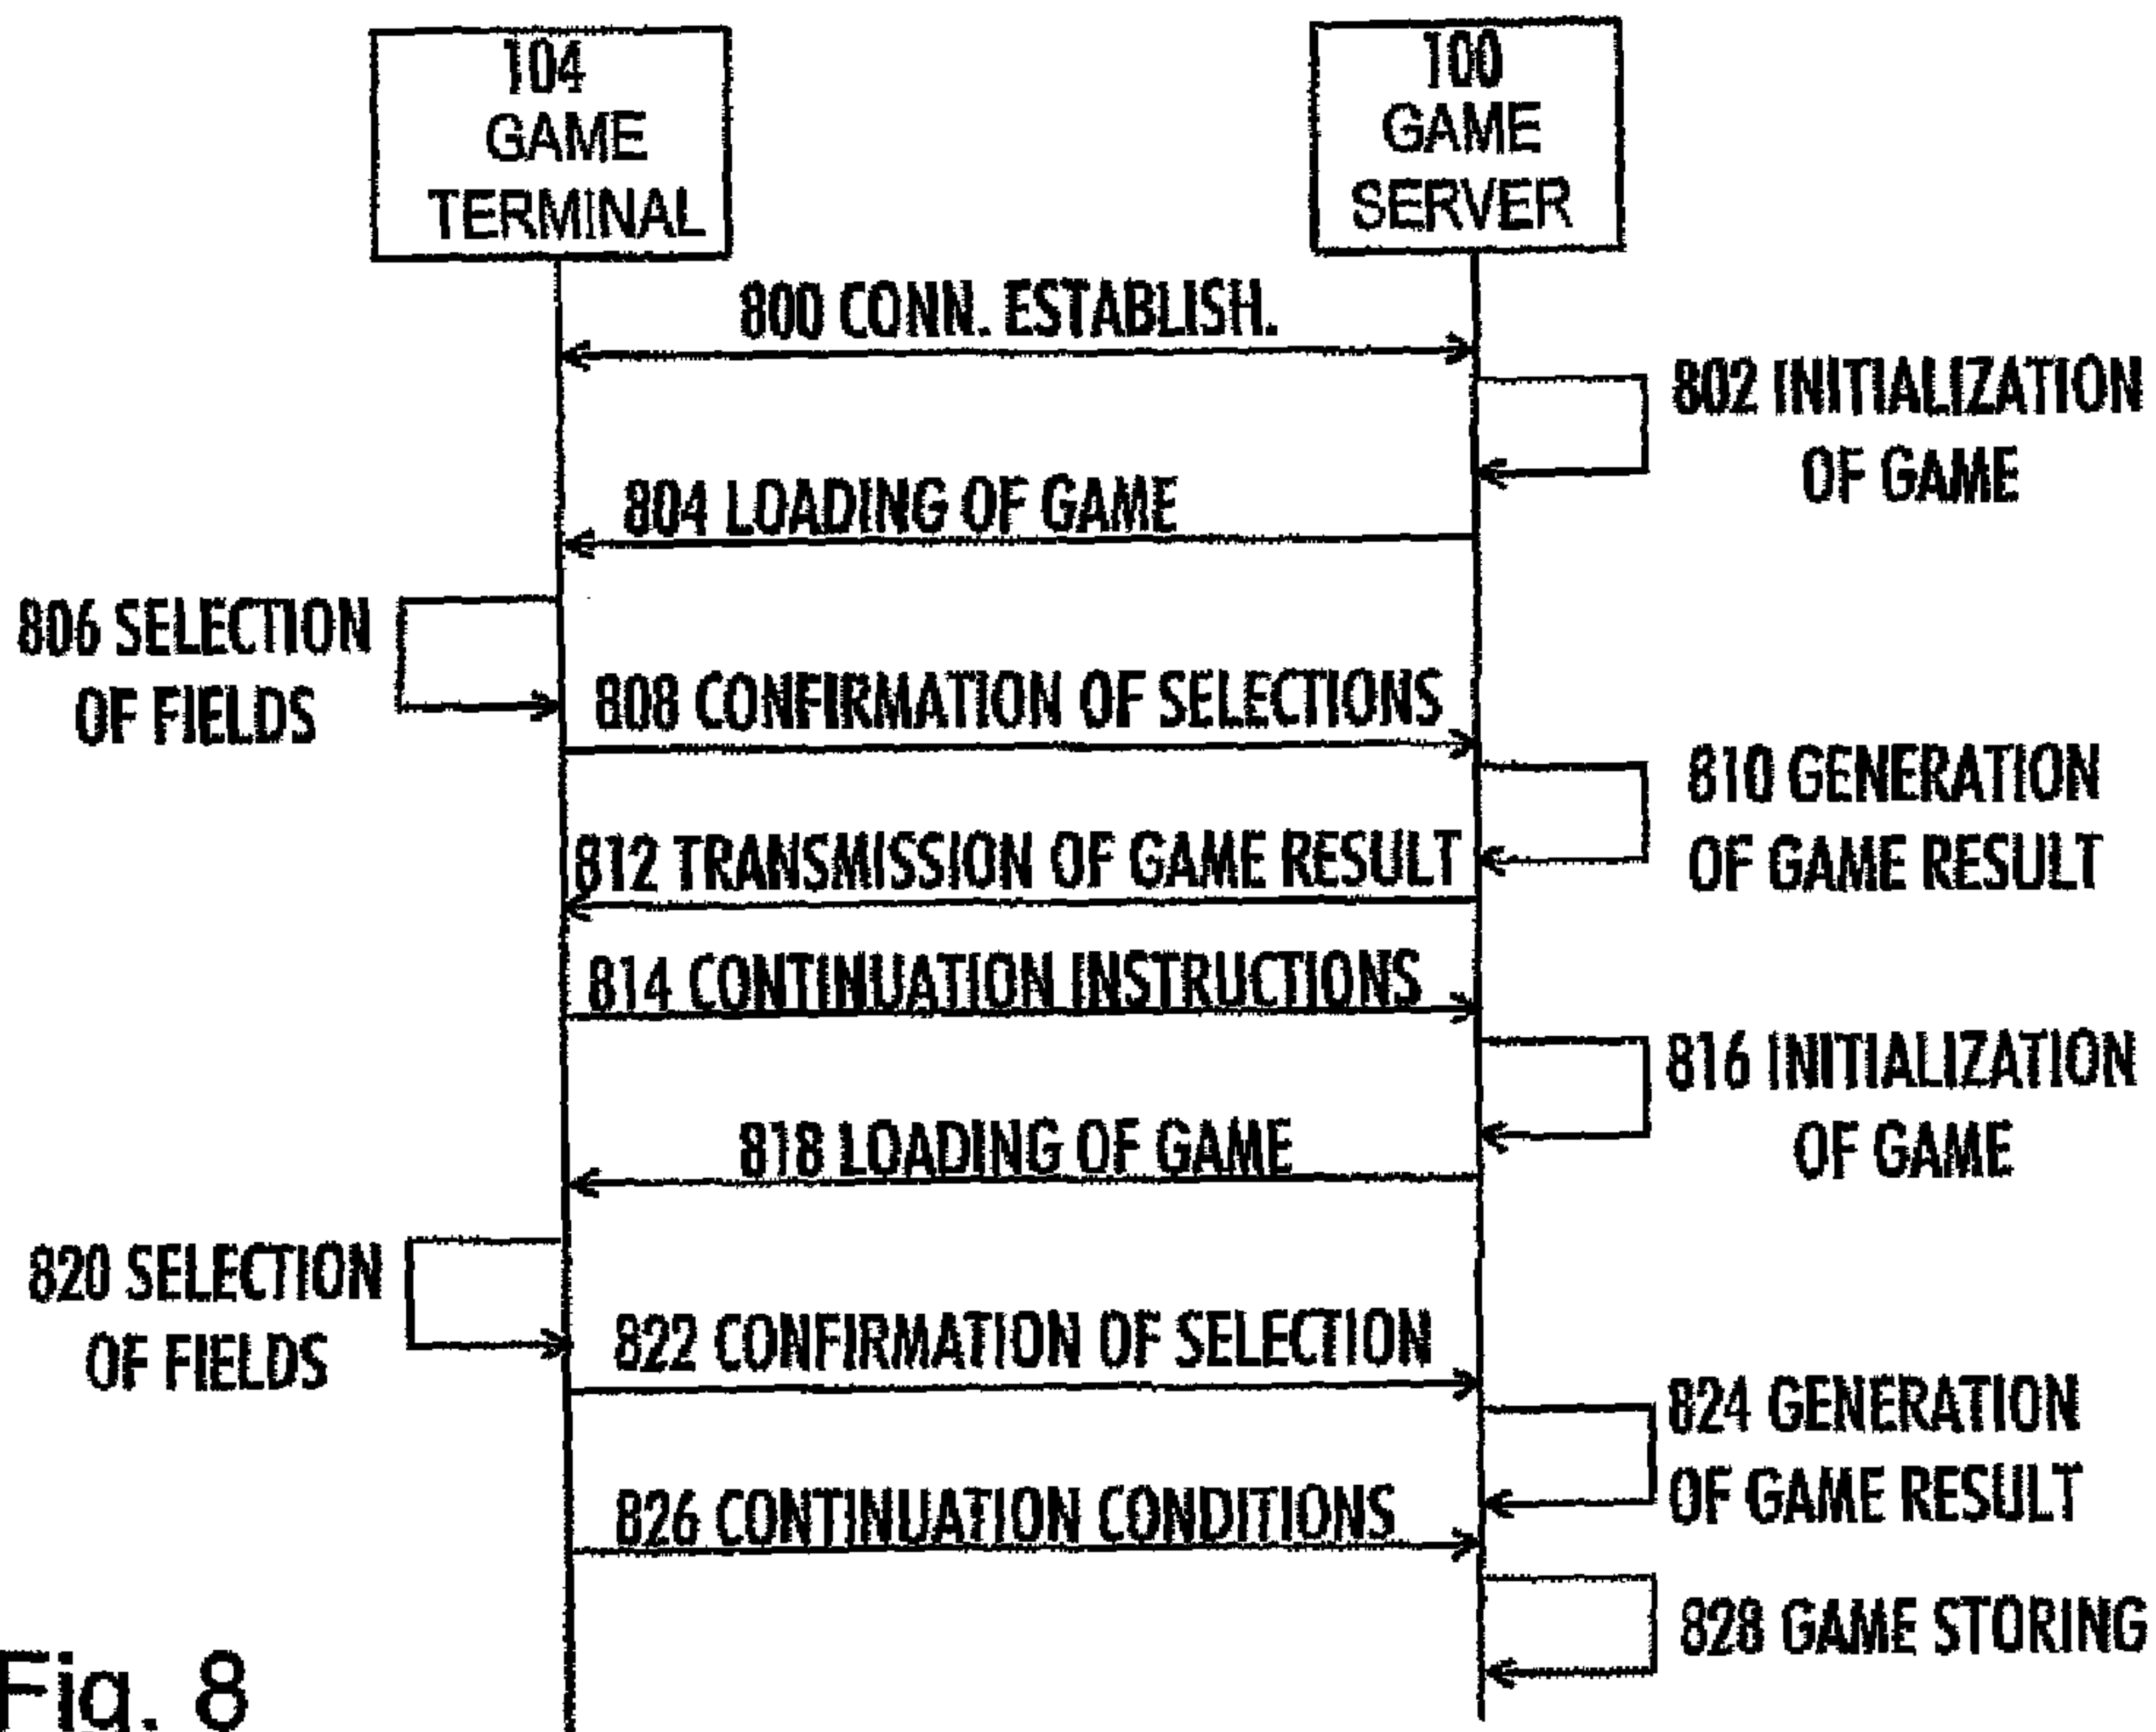 104
GAME
TERMINAL
100
GAME
SERVER
800 CONN. ESTABLISH.
802 INITIALIZATION
OF GAME
804 LOADING OF GAME
806 SELECTION
OF FIELDS
808 CONFIRMATION OF SELECTIONS
810 GENERATION
OF GAME RESULT
812 TRANSMISSION OF GAME RESULT
814 CONTINUATION INSTRUCTIONS
816 INITIALIZATION
OF GAME
818 LOADING OF GAME
820 SELECTION
OF FIELDS
822 CONFIRMATION OF SELECTION
824 GENERATION
OF GAME RESULT
826 CONTINUATION CONDITIONS
828 GAME STORING
Fig. 8